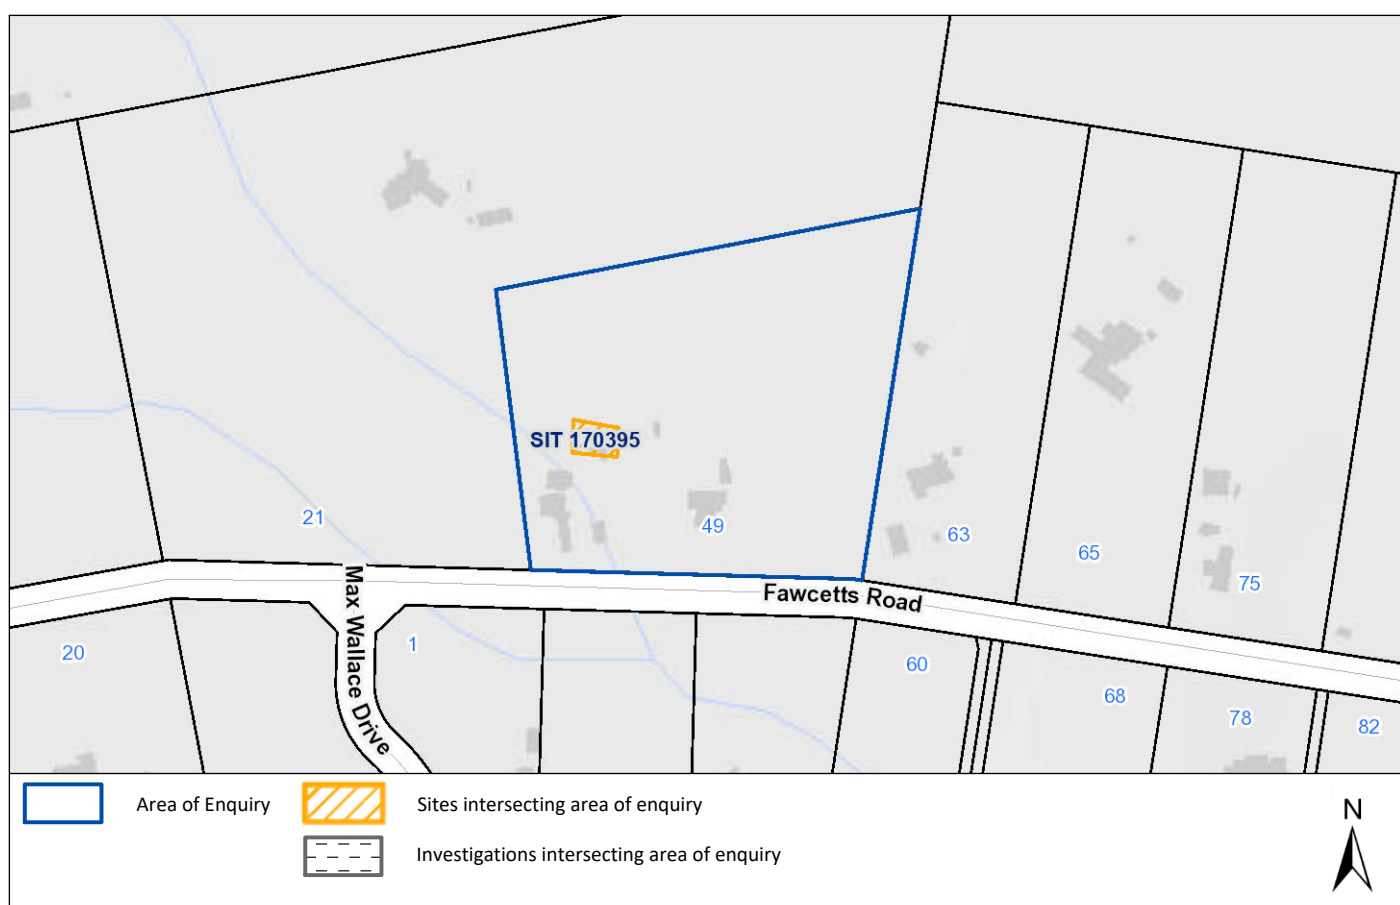 SIT 170395
21
49
63
65
75
Fawcetts Road
Max Wallace Drive
20
1
60
68
78
82
Area of Enquiry
Sites intersecting area of enquiry
Investigations intersecting area of enquiry
N